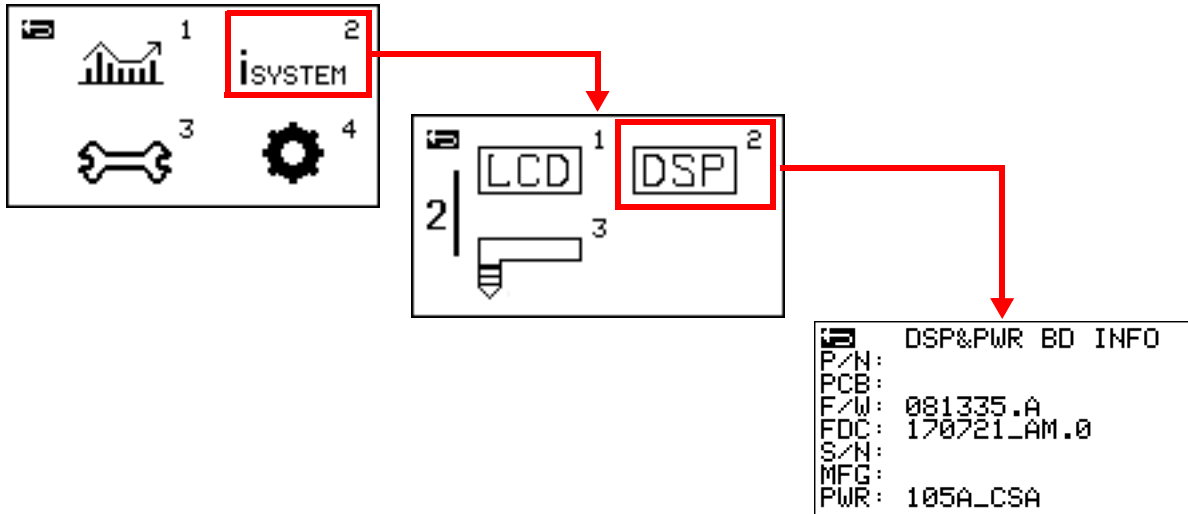 1
2
iSYSTEM
3
4
1
2
LCD
DSP
2
3
DSP&PWR BD INFO
P/N:
PCB:
F/W: 081335.A
FDC: 170721_AM.0
S/N:
MFG:
PWR: 105A_CSA